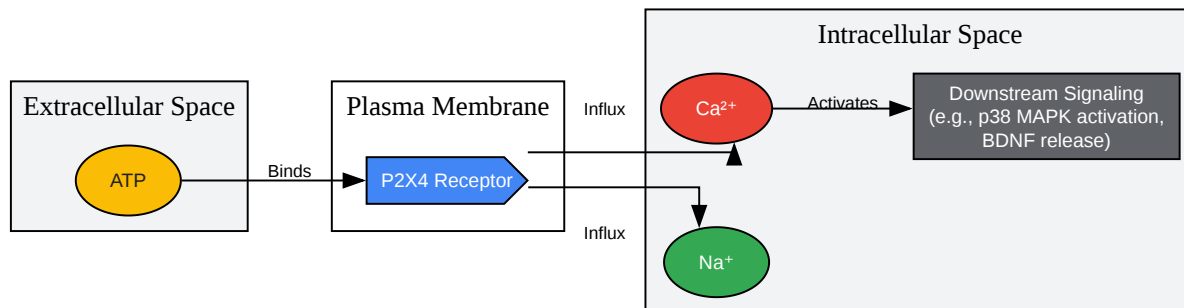 Extracellular Space
ATP
Binds
Plasma Membrane
P2X4 Receptor
Influx
Influx
Intracellular Space
Ca²⁺
Activates
Downstream Signaling
(e.g., p38 MAPK activation,
BDNF release)
Na⁺